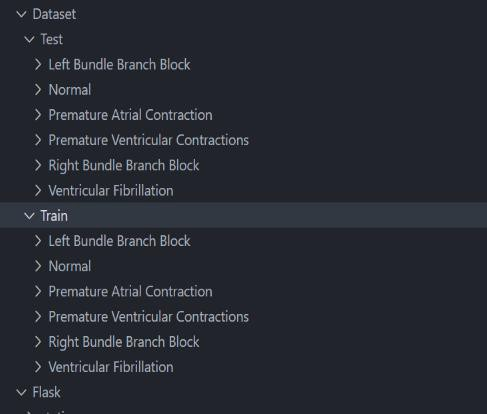 Dataset
Test
Left Bundle Branch Block
Normal
Premature Atrial Contraction
Premature Ventricular Contractions
Right Bundle Branch Block
Ventricular Fibrillation
Train
Left Bundle Branch Block
Normal
Premature Atrial Contraction
Premature Ventricular Contractions
Right Bundle Branch Block
Ventricular Fibrillation
Flask